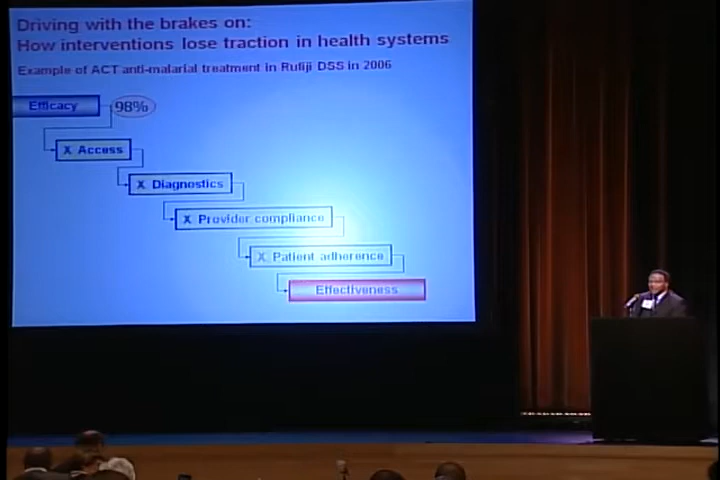 Driving with the brakes on:
How interventions lose traction in health systems
Example of ACT anti-malarial treatment in Rufiji DSS in 2006
Efficacy 98%
X Access
X Diagnostics
X Provider compliance
X Patient adherence
Effectiveness